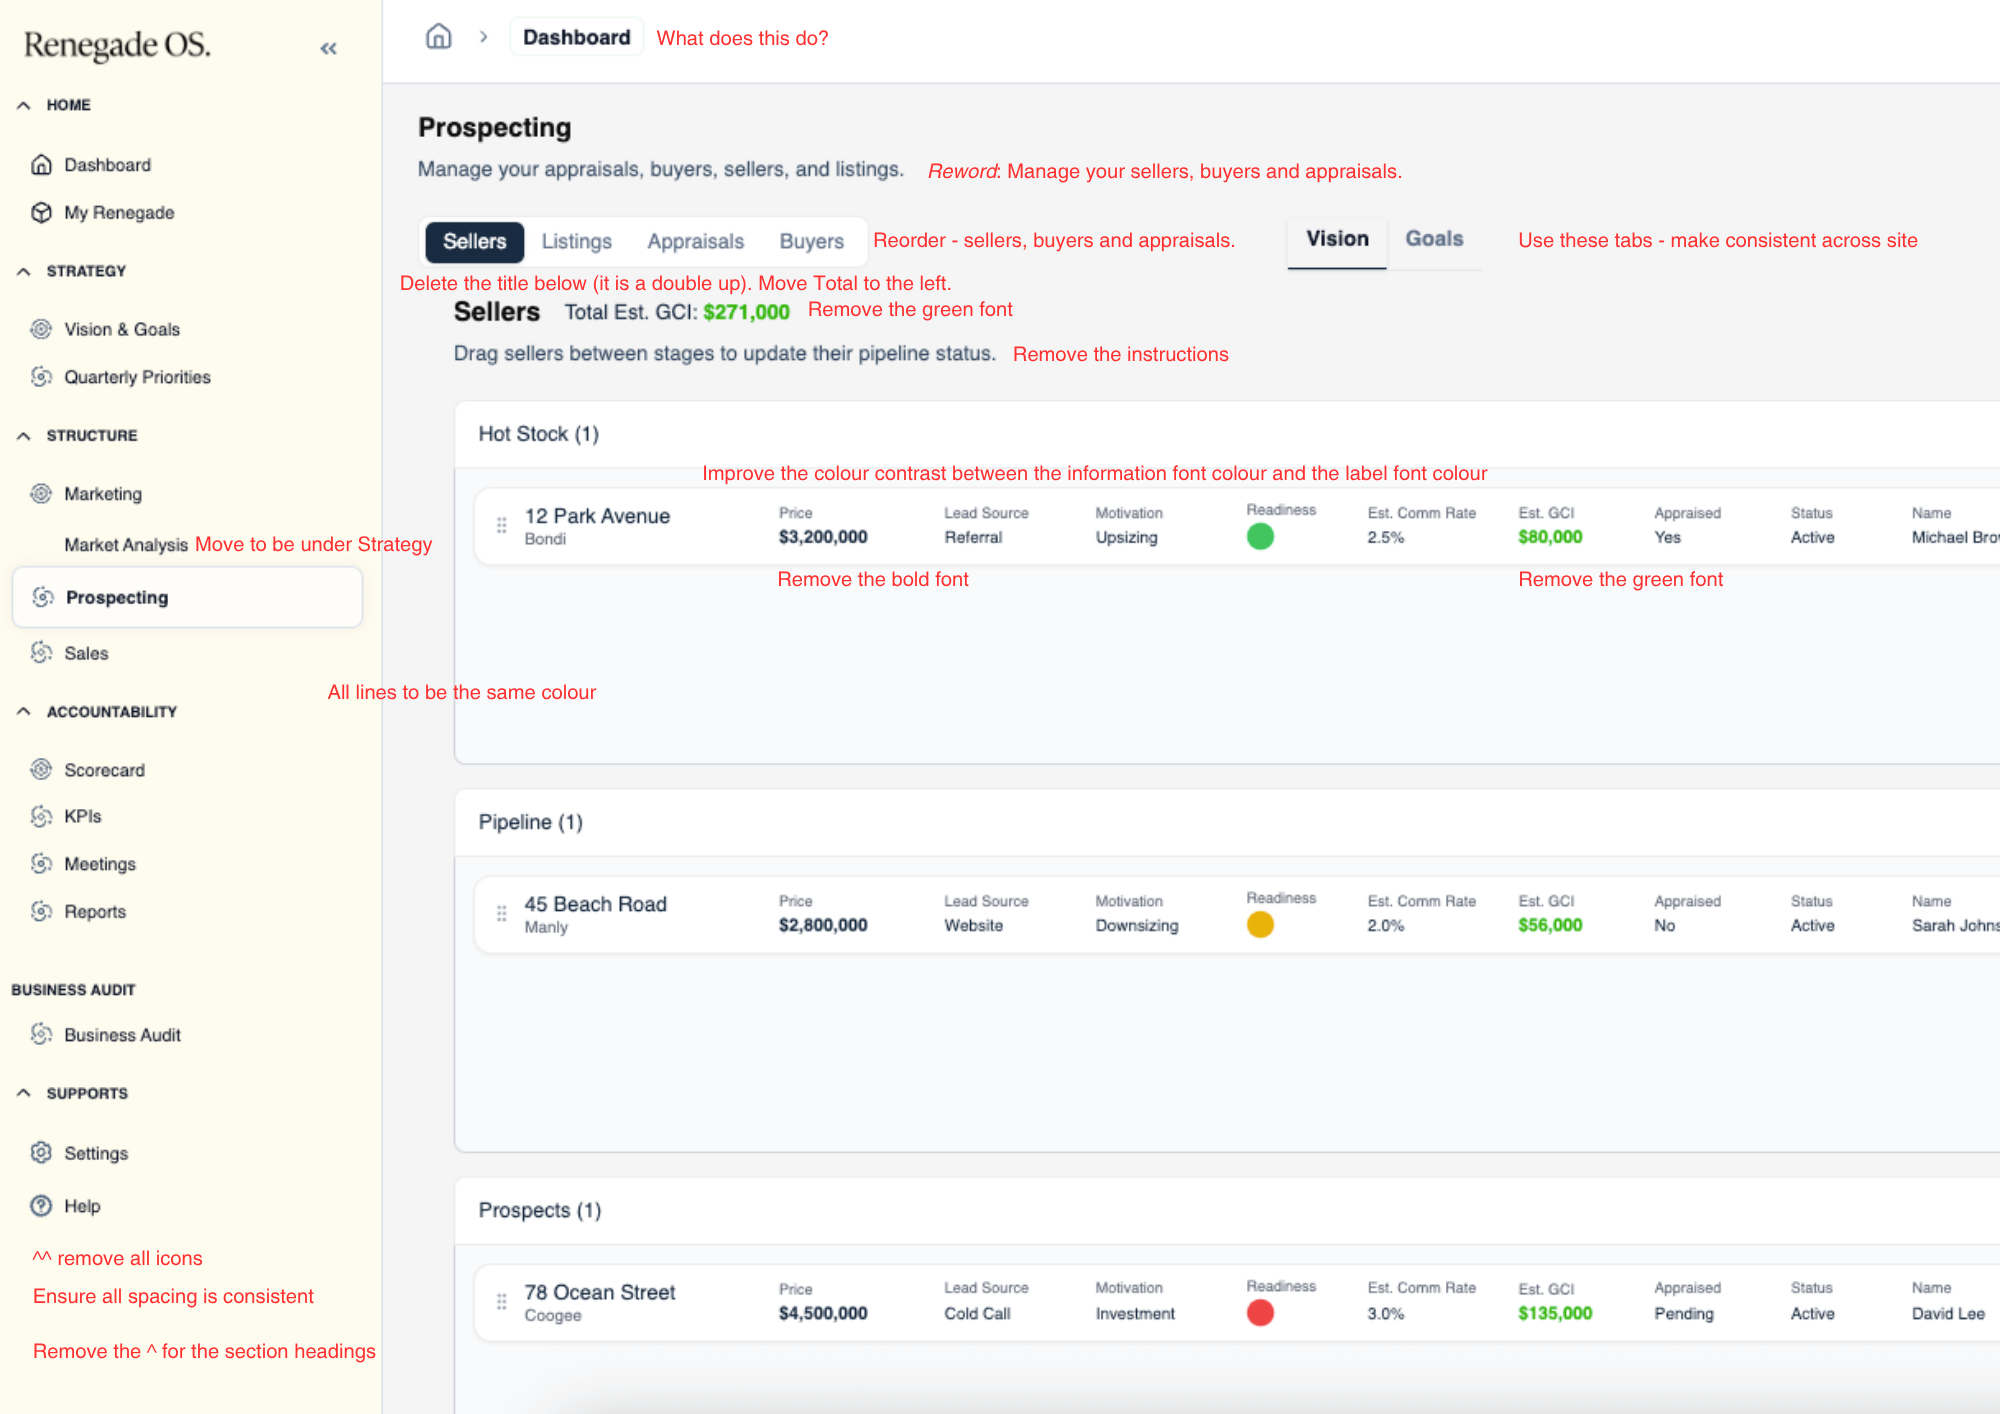 Renegade OS.
«
HOME
Dashboard
My Renegade
STRATEGY
Vision & Goals
Quarterly Priorities
STRUCTURE
Marketing
Market Analysis Move to be under Strategy
Prospecting
Sales
All lines to be the same colour
ACCOUNTABILITY
Scorecard
KPIs
Meetings
Reports
BUSINESS AUDIT
Business Audit
SUPPORTS
Settings
Help
^^ remove all icons
Ensure all spacing is consistent
Remove the ^ for the section headings
Dashboard What does this do?
Prospecting
Manage your appraisals, buyers, sellers, and listings. Reword: Manage your sellers, buyers and appraisals.
Sellers Listings Appraisals Buyers Reorder - sellers, buyers and appraisals. Vision Goals Use these tabs - make consistent across site
Delete the title below (it is a double up). Move Total to the left.
Sellers Total Est. GCI: $271,000 Remove the green font
Drag sellers between stages to update their pipeline status. Remove the instructions
Hot Stock (1)
Improve the colour contrast between the information font colour and the label font colour
12 Park Avenue
Bondi
Price Lead Source Motivation Readiness Est. Comm Rate Est. GCI Appraised Status Name
$3,200,000 Referral Upsizing 2.5% $80,000 Yes Active Michael Bro
Remove the bold font Remove the green font
Pipeline (1)
45 Beach Road
Manly
Price Lead Source Motivation Readiness Est. Comm Rate Est. GCI Appraised Status Name
$2,800,000 Website Downsizing 2.0% $56,000 No Active Sarah Johns
Prospects (1)
78 Ocean Street
Coogee
Price Lead Source Motivation Readiness Est. Comm Rate Est. GCI Appraised Status Name
$4,500,000 Cold Call Investment 3.0% $135,000 Pending Active David Lee